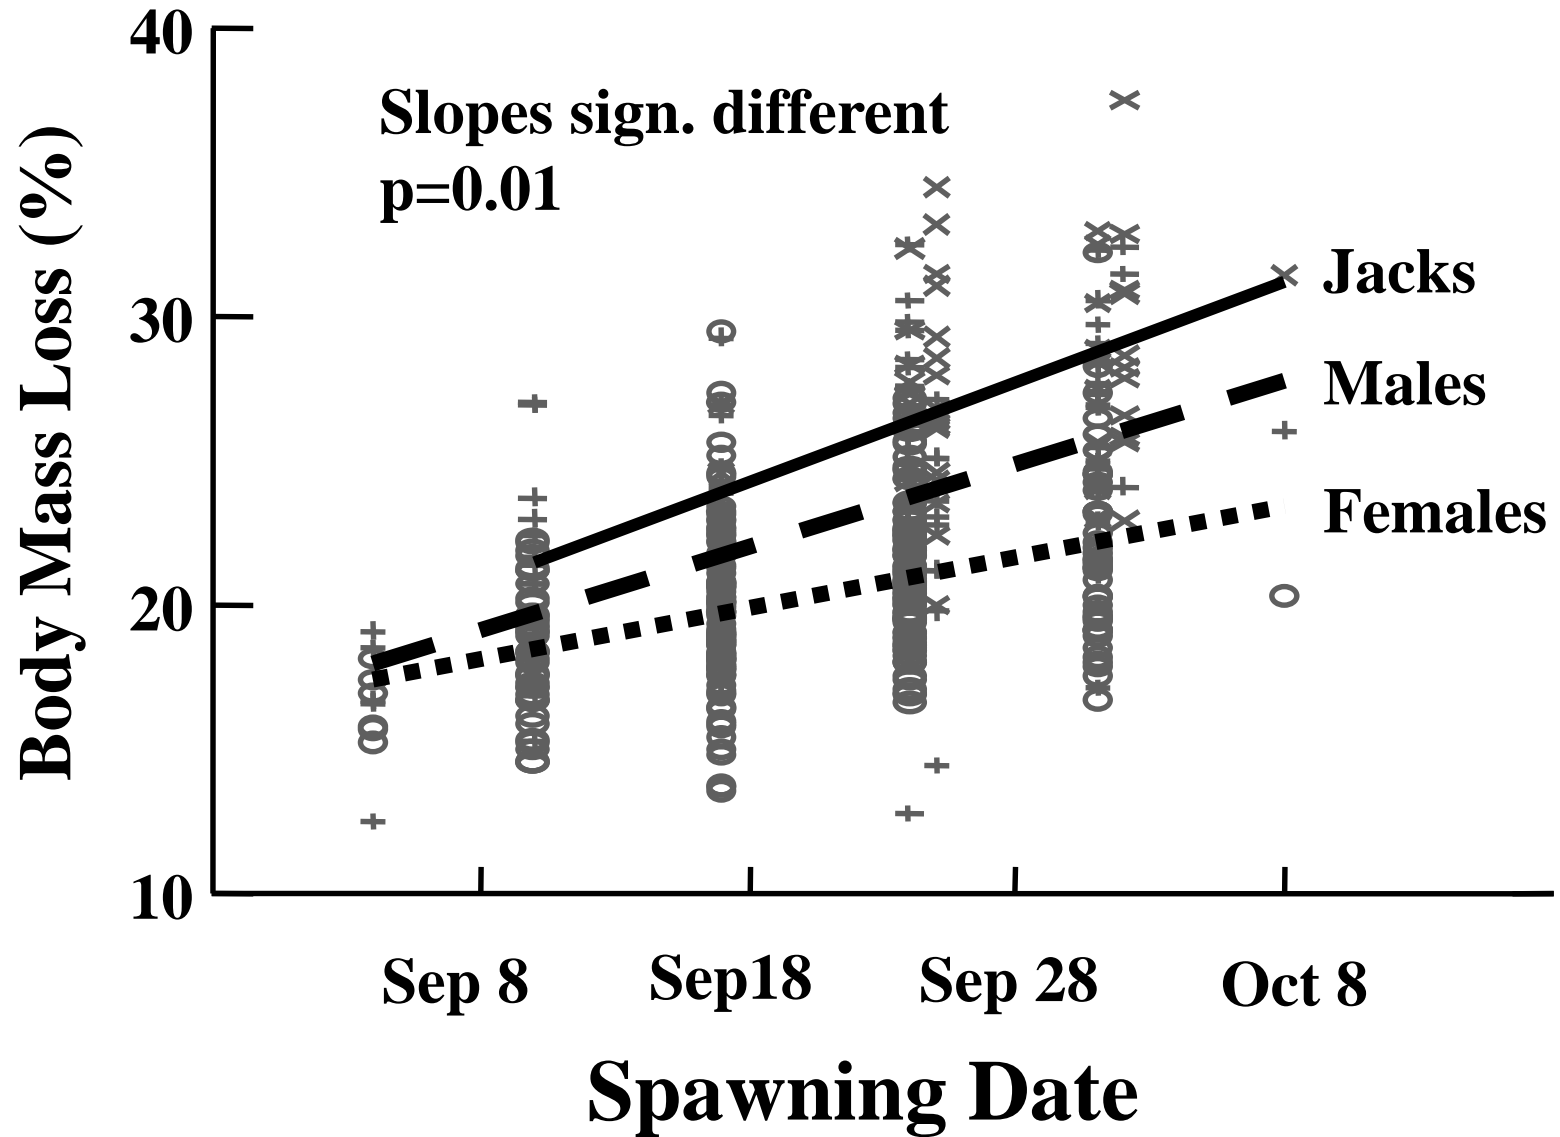 40
Slopes sign. different
p=0.01
30
20
10
Body Mass Loss (%)
Jacks
Males
Females
Sep 8
Sep18
Sep 28
Oct 8
Spawning Date